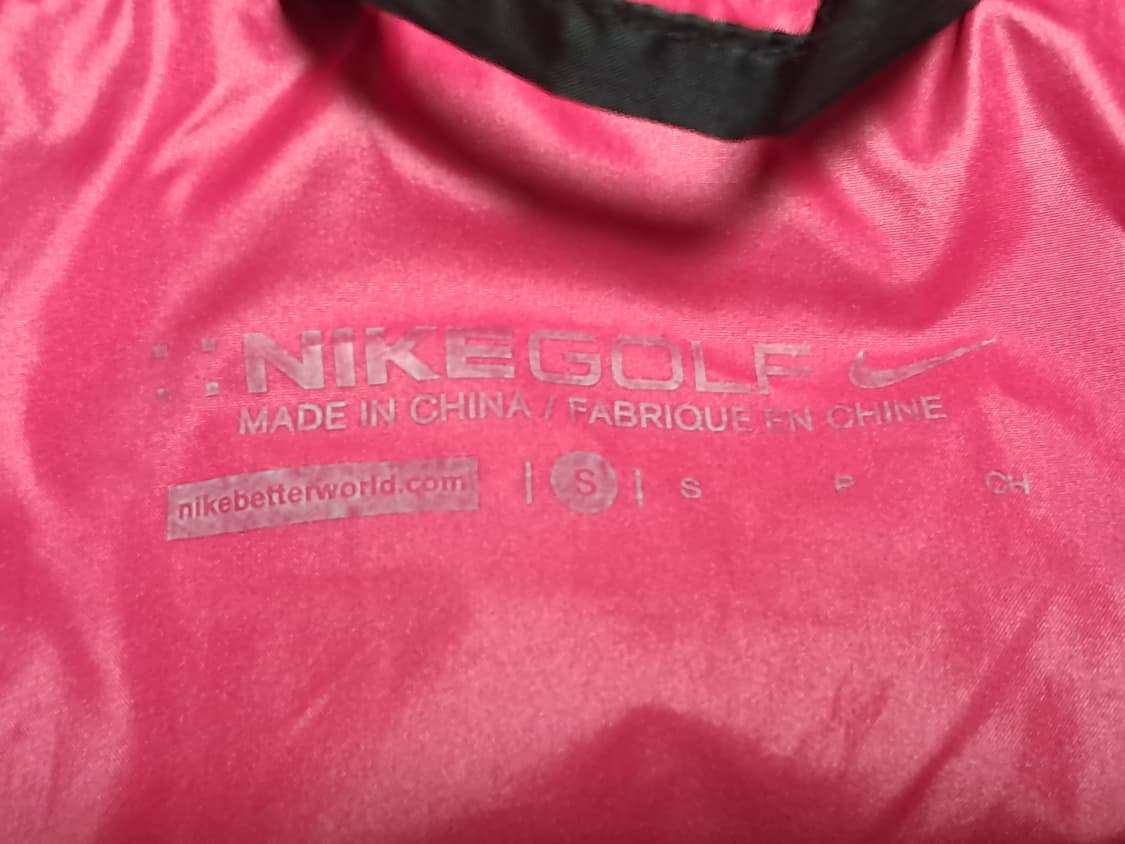 NIKEGOLF
MADE IN CHINA / FABRIQUE EN CHINE
nikebetterworld.com | S | S P CH